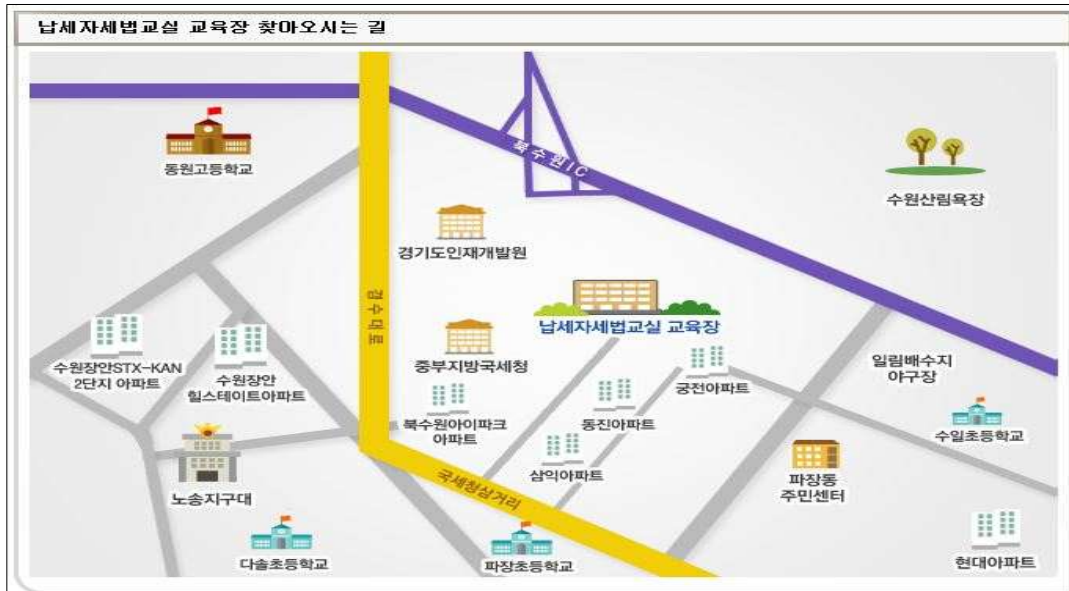 납세자세법교실 교육장 찾아오시는 길
동원고등학교
북수원IC
수원산림욕장
경기도인재개발원
경수대로
납세자세법교실 교육장
수원장안STX-KAN
2단지 아파트
수원장안
힐스테이트아파트
중부지방국세청
궁전아파트
일림배수지
야구장
북수원아이파크
아파트
동진아파트
수일초등학교
노송지구대
국세청삼거리
삼익아파트
파장동
주민센터
다솔초등학교
파장초등학교
현대아파트